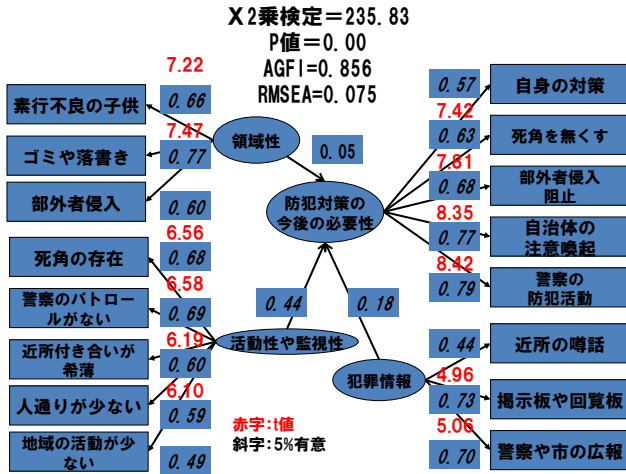 X2乗検定＝235.83
P値＝0.00
AGFI=0.856
RMSEA=0.075
7.22
素行不良の子供
0.66
7.47
ゴミや落書き
0.77
部外者侵入
0.60
領域性
0.05
6.56
死角の存在
0.68
6.58
警察のパトロー
ルがない
0.69
6.19
近所付き合いが
希薄
0.60
6.10
人通りが少ない
0.59
地域の活動が少
ない
0.49
活動性や監視性
0.44
防犯対策の
今後の必要性
0.18
犯罪情報
0.57
自身の対策
7.42
0.63
死角を無くす
7.81
0.68
部外者侵入
阻止
8.35
0.77
自治体の
注意喚起
8.42
0.79
警察の
防犯活動
0.44
近所の噂話
4.96
0.73
掲示板や回覧板
5.06
0.70
警察や市の広報
赤字:t値
斜字:5%有意